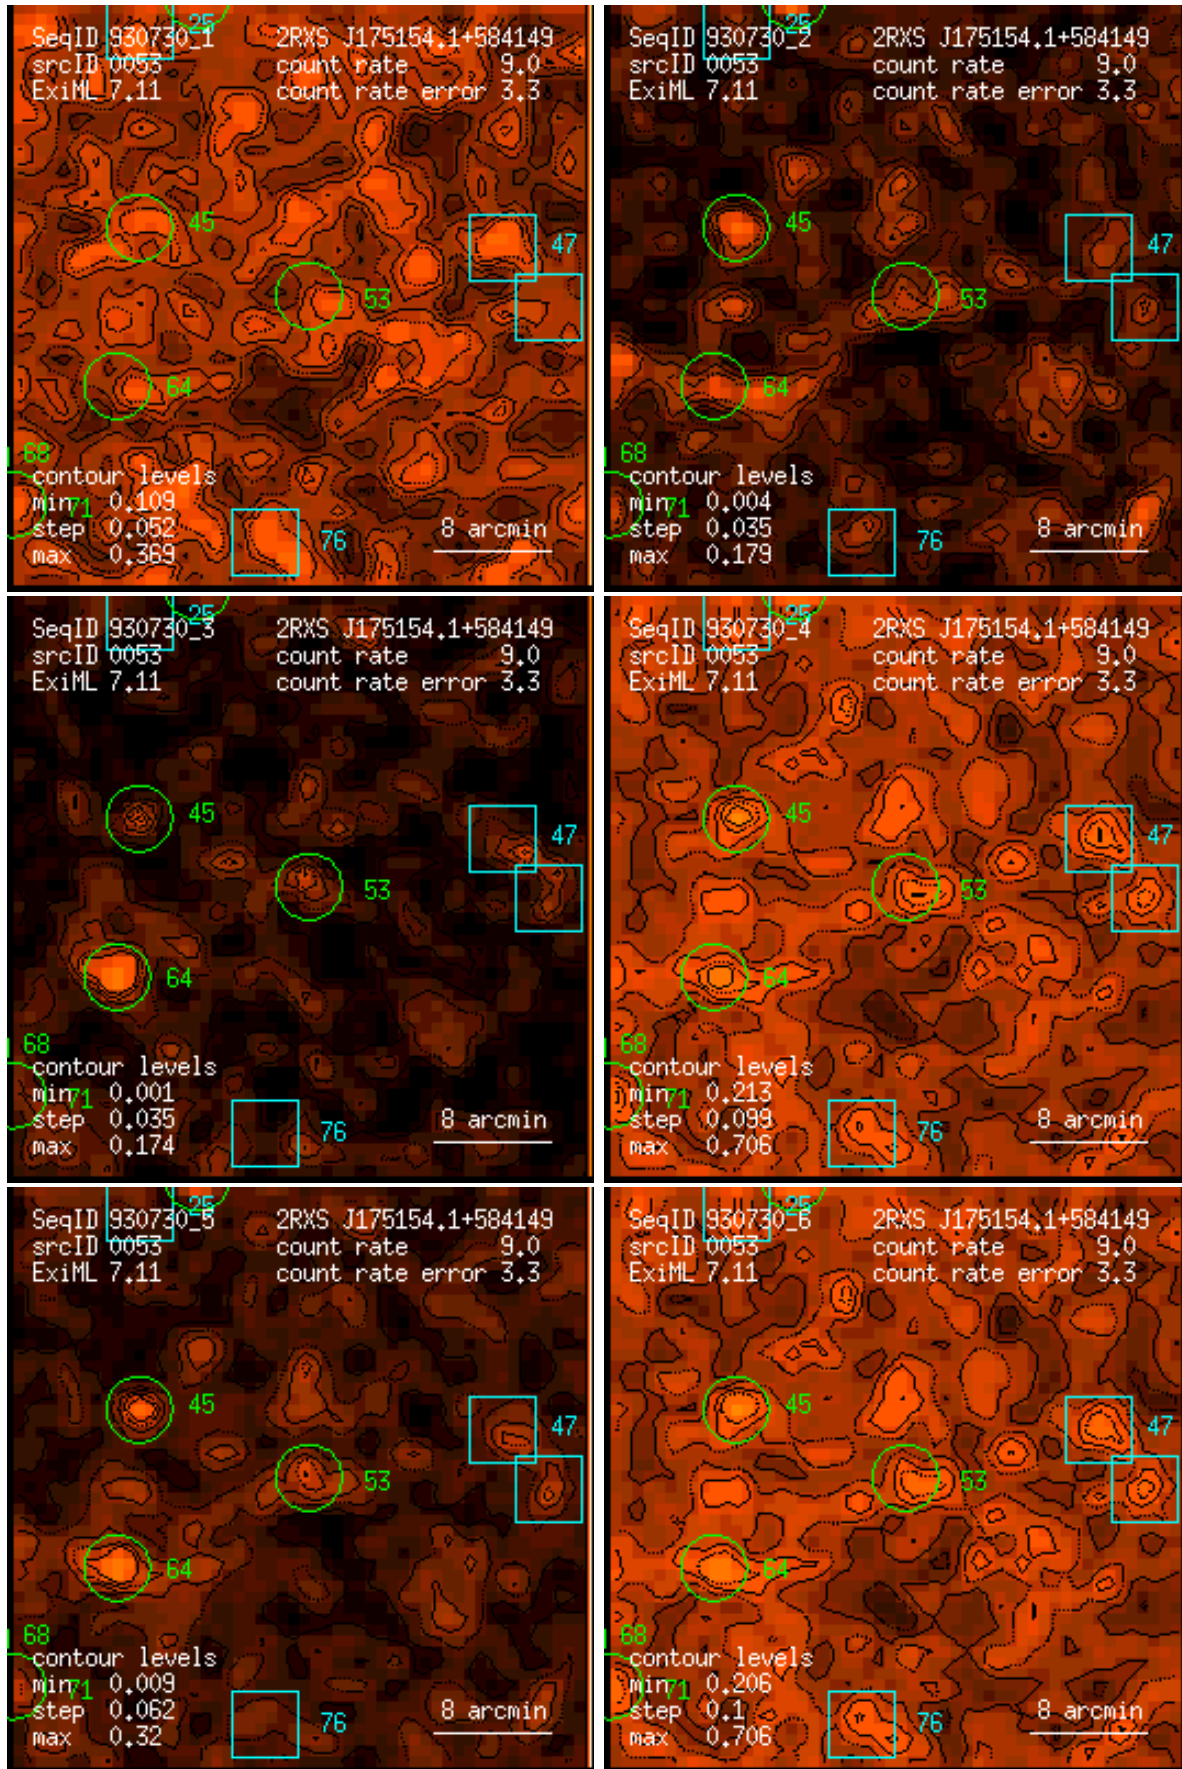 25
SeqID 930730_1 2RXS J175154.1+584149
srcID 0053 count rate 9.0
ExiML 7.11 count rate error 3.3
45
47
53
64
68
contour levels
min 0.109
71
step 0.052
max 0.369
76
8 arcmin
25
SeqID 930730_2 2RXS J175154.1+584149
srcID 0053 count rate 9.0
ExiML 7.11 count rate error 3.3
45
47
53
64
68
contour levels
min 0.004
71
step 0.035
max 0.179
76
8 arcmin
25
SeqID 930730_3 2RXS J175154.1+584149
srcID 0053 count rate 9.0
ExiML 7.11 count rate error 3.3
45
47
53
64
68
contour levels
min 0.001
71
step 0.035
max 0.174
76
8 arcmin
25
SeqID 930730_4 2RXS J175154.1+584149
srcID 0053 count rate 9.0
ExiML 7.11 count rate error 3.3
45
47
53
64
68
contour levels
min 0.213
71
step 0.099
max 0.706
76
8 arcmin
25
SeqID 930730_5 2RXS J175154.1+584149
srcID 0053 count rate 9.0
ExiML 7.11 count rate error 3.3
45
47
53
64
68
contour levels
min 0.009
71
step 0.062
max 0.32
76
8 arcmin
25
SeqID 930730_6 2RXS J175154.1+584149
srcID 0053 count rate 9.0
ExiML 7.11 count rate error 3.3
45
47
53
64
68
contour levels
min 0.206
71
step 0.1
max 0.706
76
8 arcmin